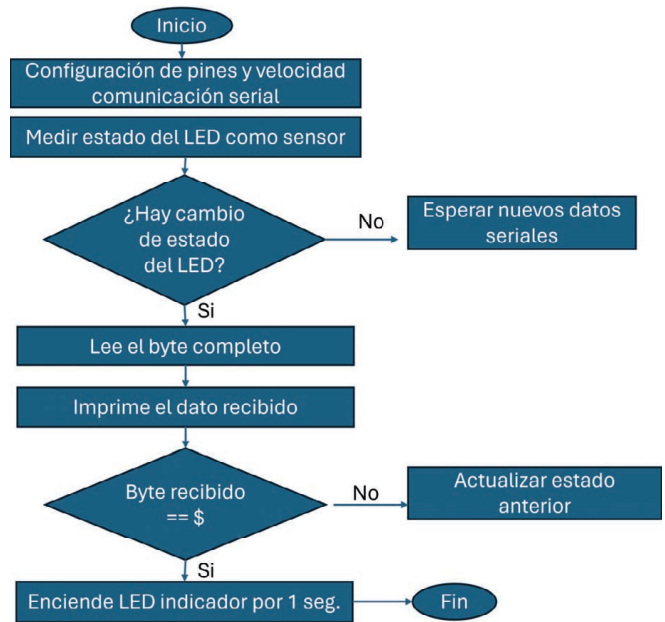 Inicio
Configuración de pines y velocidad
comunicación serial
Medir estado del LED como sensor
¿Hay cambio
de estado
del LED?
No
Esperar nuevos datos
seriales
Si
Lee el byte completo
Imprime el dato recibido
Byte recibido
== $
No
Actualizar estado
anterior
Si
Enciende LED indicador por 1 seg.
Fin